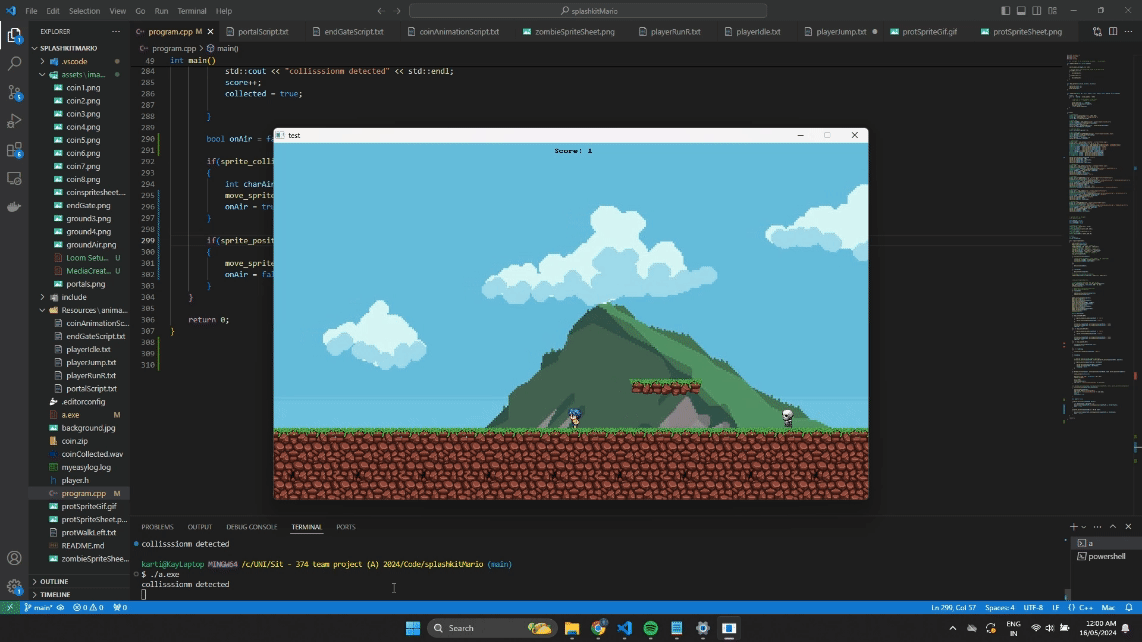 File Edit Selection View Go Run Terminal Help
splashkitMario
EXPLORER
program.cpp M
portalScript.txt
endGateScript.txt
coinAnimationScript.txt
zombieSpriteSheet.png
playerRunR.txt
playerIdle.txt
playerJump.txt
protSpriteGif.gif
protSpriteSheet.png
program.cpp > main()
SPLASHKITMARIO
.vscode
assets\ima...
coin1.png
coin2.png
coin3.png
coin4.png
coin5.png
coin6.png
coin7.png
coin8.png
coinspritesheet....
endGate.png
ground3.png
ground4.png
groundAir.png
Loom Setu... U
MediaCreat... U
portals.png
include
Resources\anima...
coinAnimationSc...
endGateScript.txt
playerIdle.txt
playerJump.txt
playerRunR.txt
portalScript.txt
.editorconfig
a.exe M
background.jpg
coin.zip
coinCollected.wav
myeasylog.log
player.h
program.cpp M
protSpriteGif.gif
protSpriteSheet.p...
protWalkLeft.txt
README.md
zombieSpriteShee...
OUTLINE
TIMELINE
49 int main()
284 std::cout << "collisssionm detected" << std::endl;
285 score++;
286 collected = true;
287
288 }
289
290 bool onAir = f
291
292 if(sprite_colli
293 {
294 int charAir
295 move_sprite
296 onAir = tru
297 }
298
299 if(sprite_posit
300 {
301 move_sprite
302 onAir = fal
303 }
304 }
305
306 return 0;
307 }
308
309
310
test
Score: 1
PROBLEMS OUTPUT DEBUG CONSOLE TERMINAL PORTS
collisssionm detected
karti@KayLaptop MINGW64 /c/UNI/Sit - 374 team project (A) 2024/Code/splashkitMario (main)
$ ./a.exe
collisssionm detected
a
powershell
main* 0 0 0
Ln 299, Col 57 Spaces: 4 UTF-8 LF C++ Mac
Search
ENG
IN
12:00 AM
16/05/2024